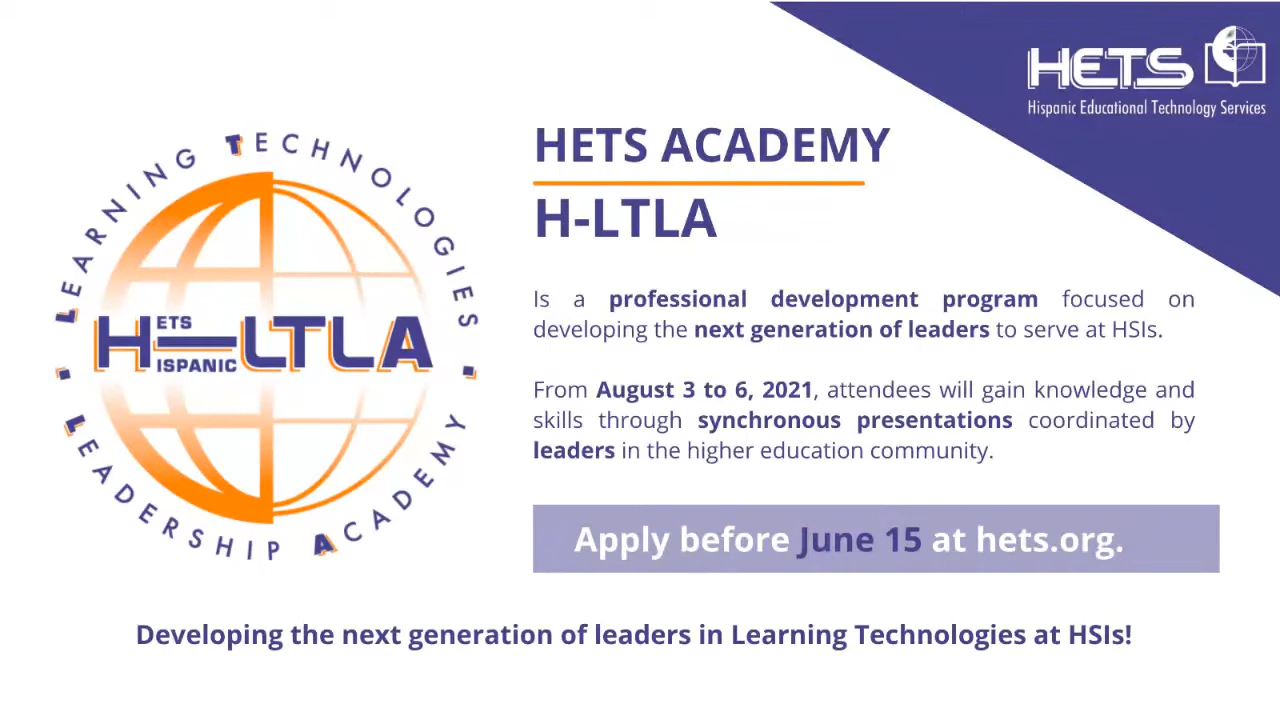 HETS
Hispanic Educational Technology Services
LEARNING TECHNOLOGIES
H-LTLA
ETS
ISPANIC
LEADERSHIP ACADEMY
HETS ACADEMY
H-LTLA
Is a professional development program focused on
developing the next generation of leaders to serve at HSIs.
From August 3 to 6, 2021, attendees will gain knowledge and
skills through synchronous presentations coordinated by
leaders in the higher education community.
Apply before June 15 at hets.org.
Developing the next generation of leaders in Learning Technologies at HSIs!